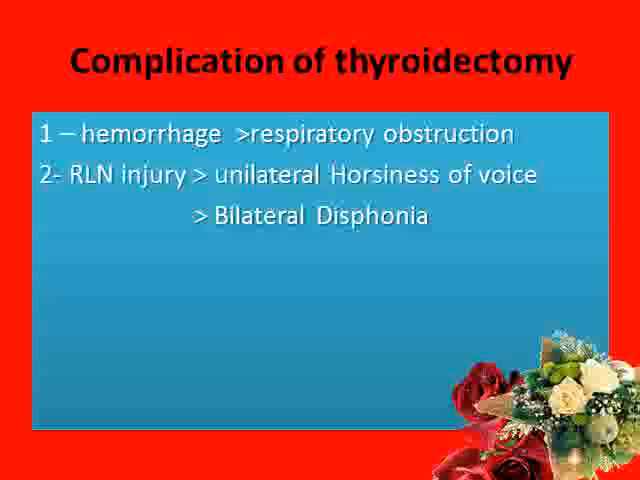 Complication of thyroidectomy
1 – hemorrhage >respiratory obstruction
2- RLN injury > unilateral Horsiness of voice
> Bilateral Disphonia